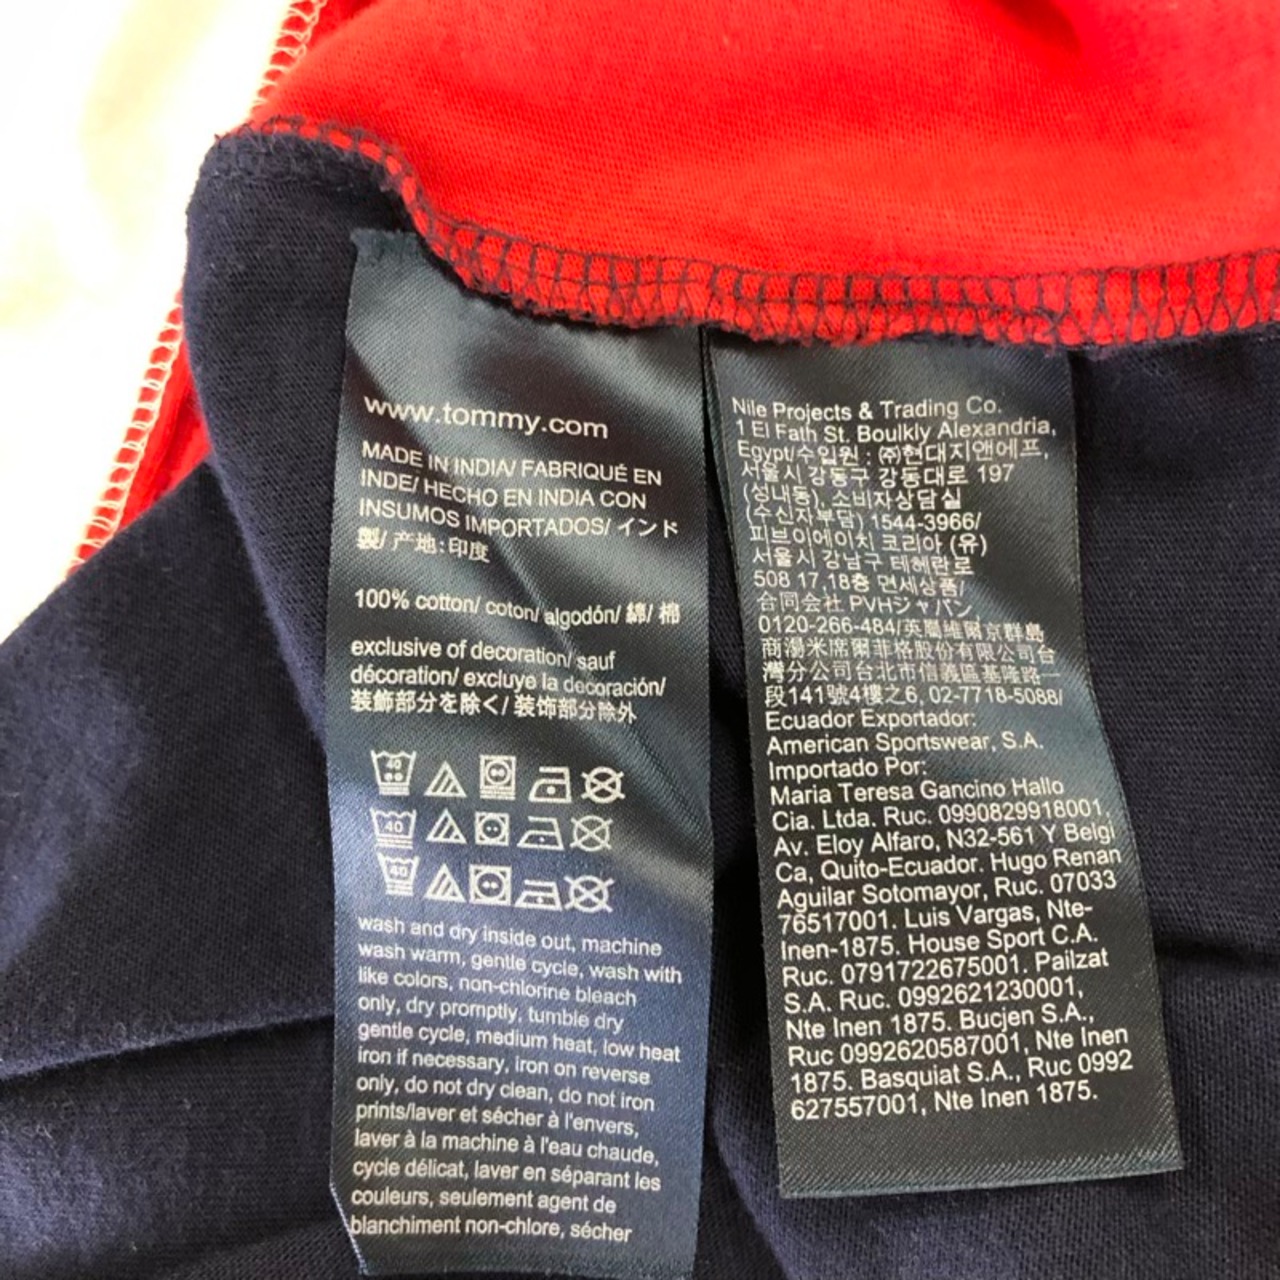 www.tommy.com
MADE IN INDIA/ FABRIQUÉ EN
INDE/ HECHO EN INDIA CON
INSUMOS IMPORTADOS/ インド
製/ 产地:印度
100% cotton/ coton/ algodón/ 綿/ 棉
exclusive of decoration/ sauf
décoration/ excluye la decoración/
装飾部分を除く/ 装饰部分除外
40
40
40
wash and dry inside out, machine
wash warm, gentle cycle, wash with
like colors, non-chlorine bleach
only, dry promptly, tumble dry
gentle cycle, medium heat, low heat
iron if necessary, iron on reverse
only, do not dry clean, do not iron
prints/laver et sécher à l'envers,
laver à la machine à l'eau chaude,
cycle délicat, laver en séparant les
couleurs, seulement agent de
blanchiment non-chlore, sécher
Nile Projects & Trading Co.
1 El Fath St. Boulkly Alexandria,
Egypt/수입원 : ㈜현대지앤에프,
서울시 강동구 강동대로 197
(성내동), 소비자상담실
(수신자부담) 1544-3966/
피브이에이치 코리아 (유)
서울시 강남구 테헤란로
508 17,18층 면세상품/
合同会社 PVHジャパン
0120-266-484/英屬維爾京群島
商湯米席爾菲格股份有限公司台
灣分公司台北市信義區基隆路一
段141號4樓之6, 02-7718-5088/
Ecuador Exportador:
American Sportswear, S.A.
Importado Por:
Maria Teresa Gancino Hallo
Cia. Ltda. Ruc. 0990829918001,
Av. Eloy Alfaro, N32-561 Y Belgi
Ca, Quito-Ecuador. Hugo Renan
Aguilar Sotomayor, Ruc. 07033
76517001. Luis Vargas, Nte-
Inen-1875. House Sport C.A.
Ruc. 0791722675001. Pailzat
S.A. Ruc. 0992621230001,
Nte Inen 1875. Bucjen S.A.,
Ruc 0992620587001, Nte Inen
1875. Basquiat S.A., Ruc 0992
627557001, Nte Inen 1875.